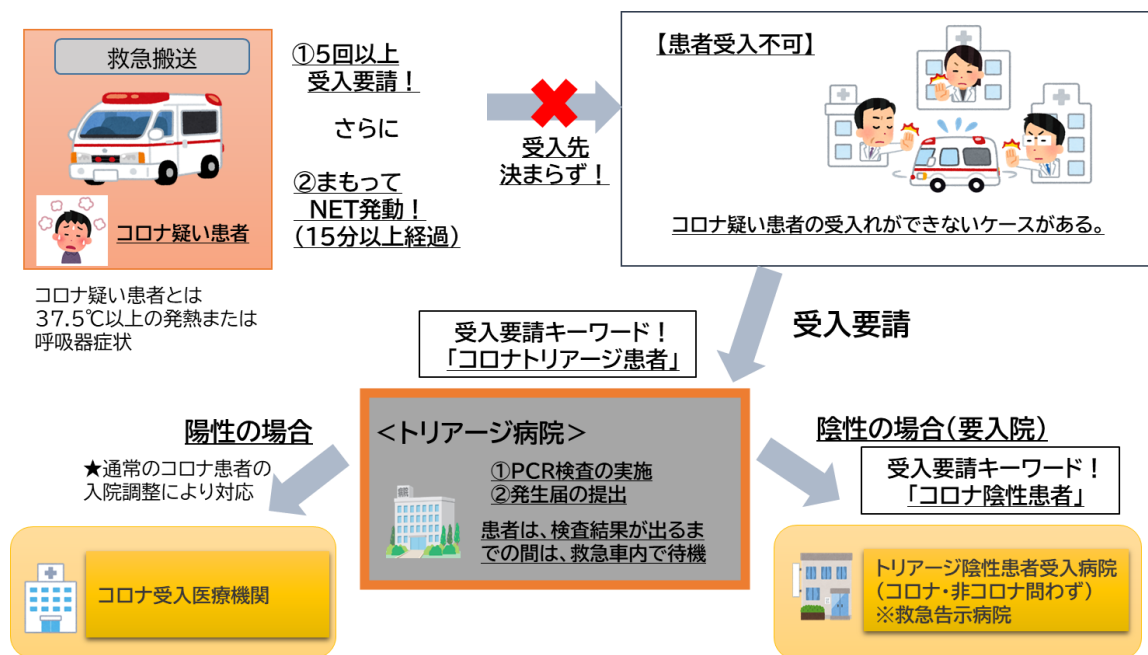 救急搬送
コロナ疑い患者
コロナ疑い患者とは
37.5℃以上の発熱または
呼吸器症状
①5回以上
受入要請!
さらに
②まもって
NET発動!
(15分以上経過)
受入先
決まらず!
【患者受入不可】
コロナ疑い患者の受入れができないケースがある。
受入要請
受入要請キーワード!
「コロナトリアージ患者」
<トリアージ病院>
①PCR検査の実施
②発生届の提出
患者は、検査結果が出るま
での間は、救急車内で待機
陽性の場合
★通常のコロナ患者の
入院調整により対応
コロナ受入医療機関
陰性の場合(要入院)
受入要請キーワード!
「コロナ陰性患者」
トリアージ陰性患者受入病院
(コロナ・非コロナ問わず)
※救急告示病院